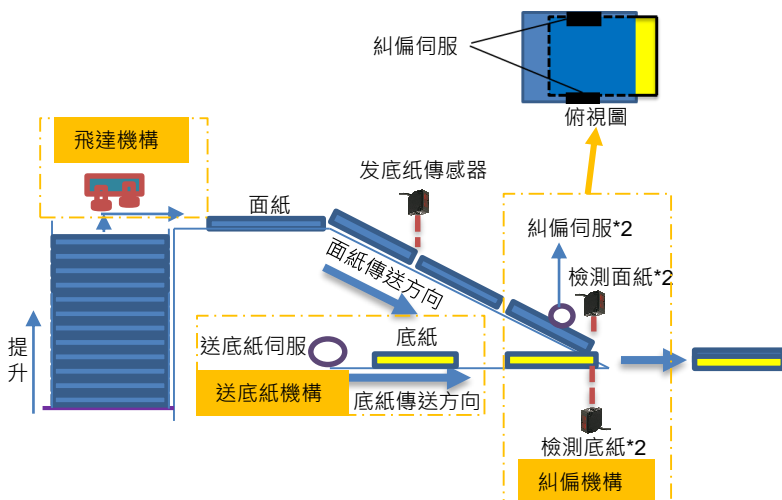 糾偏伺服
俯視圖
飛達機構
发底纸傳感器
面紙
糾偏伺服*2
檢測面紙*2
面紙傳送方向
提
升
送底紙伺服
底紙
送底紙機構
底紙傳送方向
檢測底紙*2
糾偏機構